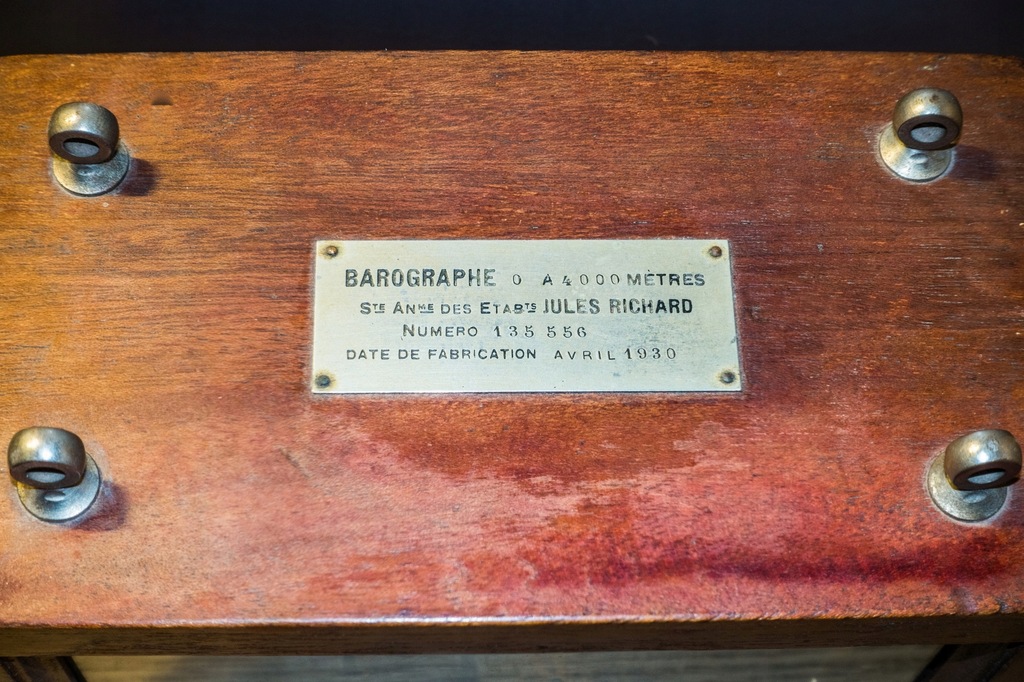 BAROGRAPHE 0 A 4000 MÈTRES
STE ANME DES ETABTS JULES RICHARD
NUMERO 135 556
DATE DE FABRICATION AVRIL 1930